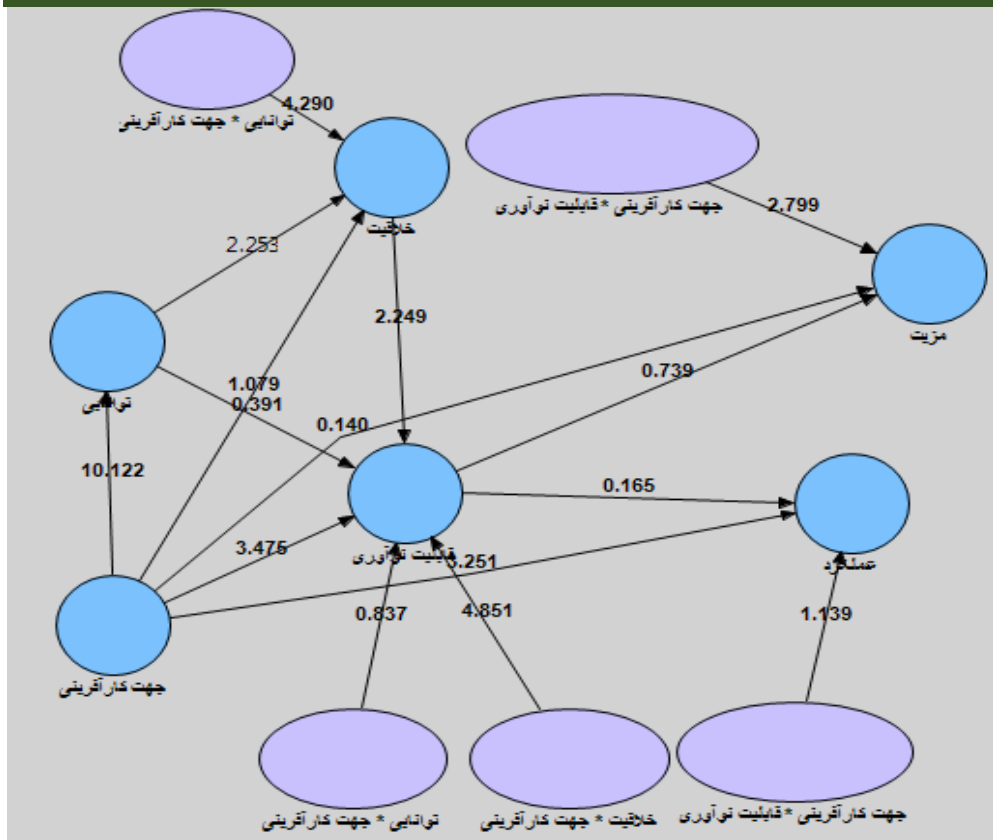 4.290
توانایی * جهت کارآفرینی
خلاقیت
جهت کارآفرینی * قابلیت نوآوری
2.799
2.253
2.249
مزیت
توانایی
1.079
0.391
0.140
0.739
10.122
0.165
3.475
قابلیت نوآوری
3.251
عملکرد
جهت کارآفرینی
0.837
4.851
1.139
توانایی * جهت کارآفرینی
خلاقیت * جهت کارآفرینی
جهت کارآفرینی * قابلیت نوآوری